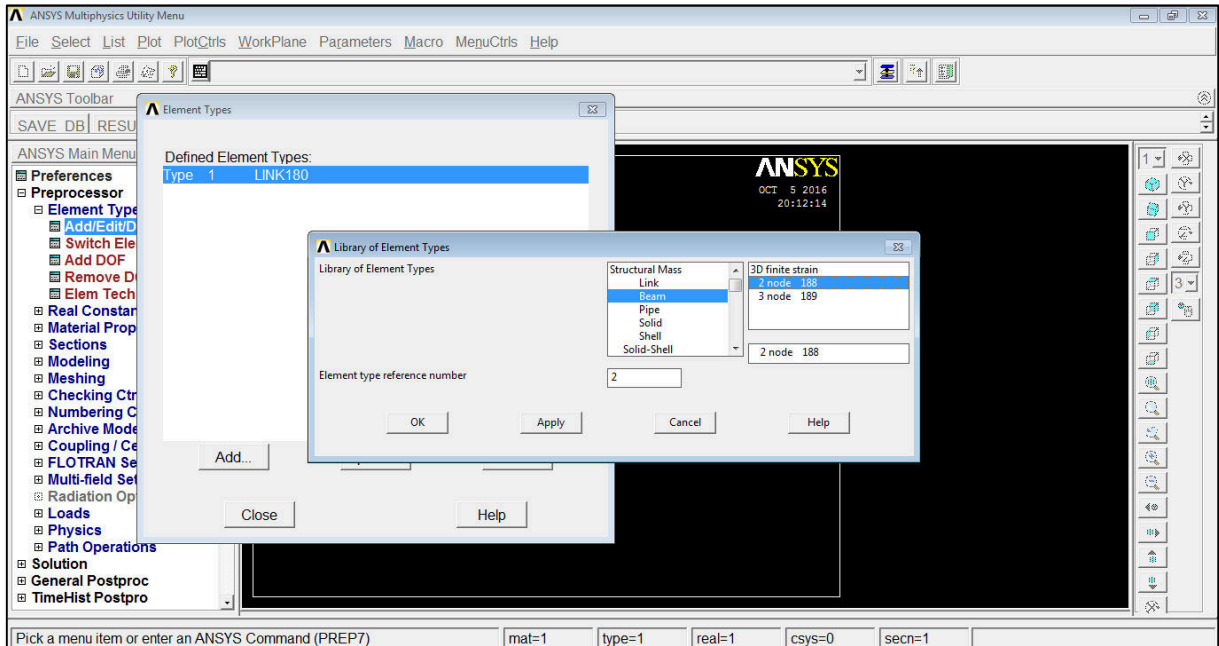 ANSYS Multiphysics Utility Menu
File Select List Plot PlotCtrls WorkPlane Parameters Macro MenuCtrls Help
ANSYS Toolbar
SAVE_DB RESU
ANSYS Main Menu
Preferences
Preprocessor
Element Type
Add/Edit/D
Switch Ele
Add DOF
Remove D
Elem Tech
Real Constan
Material Prop
Sections
Modeling
Meshing
Checking Ctr
Numbering C
Archive Mode
Coupling / Ce
FLOTRAN Se
Multi-field Set
Radiation Op
Loads
Physics
Path Operations
Solution
General Postproc
TimeHist Postpro
Element Types
Defined Element Types:
Type 1 LINK180
Add...
Close Help
ANSYS
OCT 5 2016
20:12:14
Library of Element Types
Library of Element Types
Structural Mass
Link
Beam
Pipe
Solid
Shell
Solid-Shell
3D finite strain
2 node 188
3 node 189
2 node 188
Element type reference number 2
OK Apply Cancel Help
1
3
Pick a menu item or enter an ANSYS Command (PREP7) mat=1 type=1 real=1 csys=0 secn=1